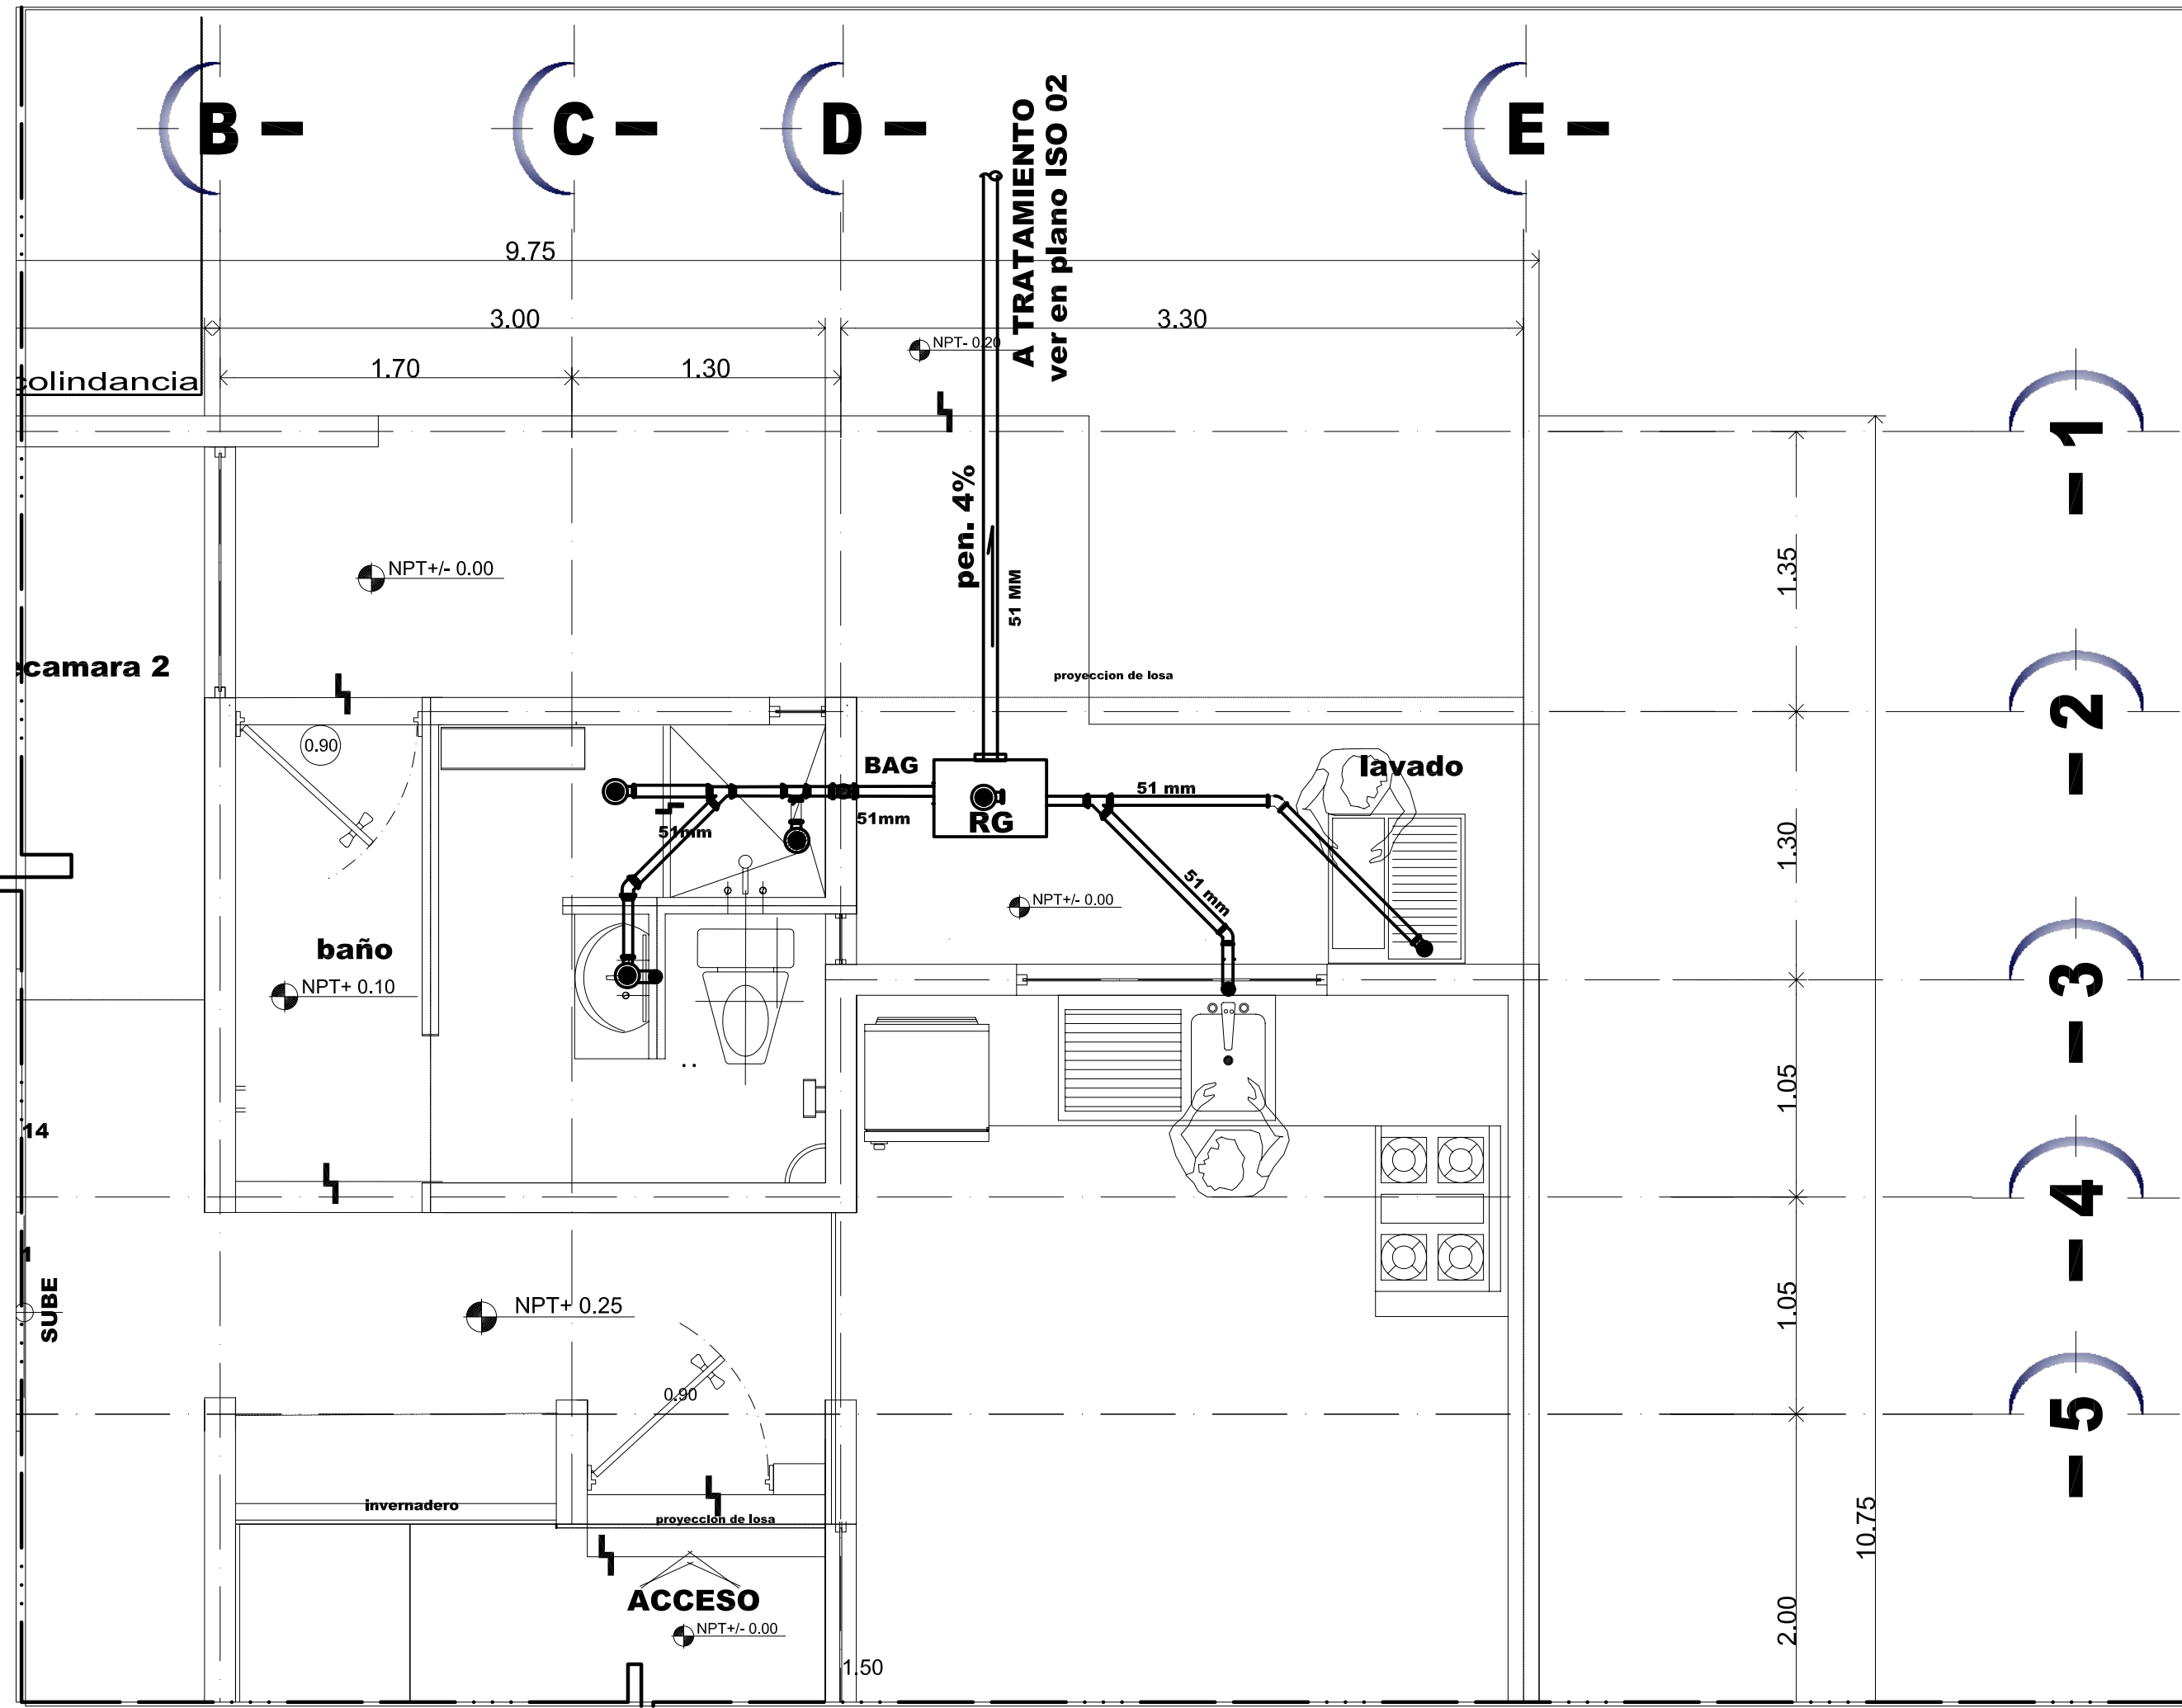 B -
C -
D -
E -
A TRATAMIENTO
ver en plano ISO 02
9.75
3.00
3.30
NPT- 0.20
1.70
1.30
colindancia
- 1
pen. 4%
51 MM
1.35
NPT+/- 0.00
ecamara 2
proyeccion de losa
- 2
0.90
BAG
lavado
51 mm
51mm
51mm
RG
1.30
51 mm
NPT+/- 0.00
baño
NPT+ 0.10
- 3
1.05
14
- 4
1
SUBE
NPT+ 0.25
1.05
0.90
- 5
invernadero
proyeccion de losa
10.75
ACCESO
NPT+/- 0.00
2.00
1.50